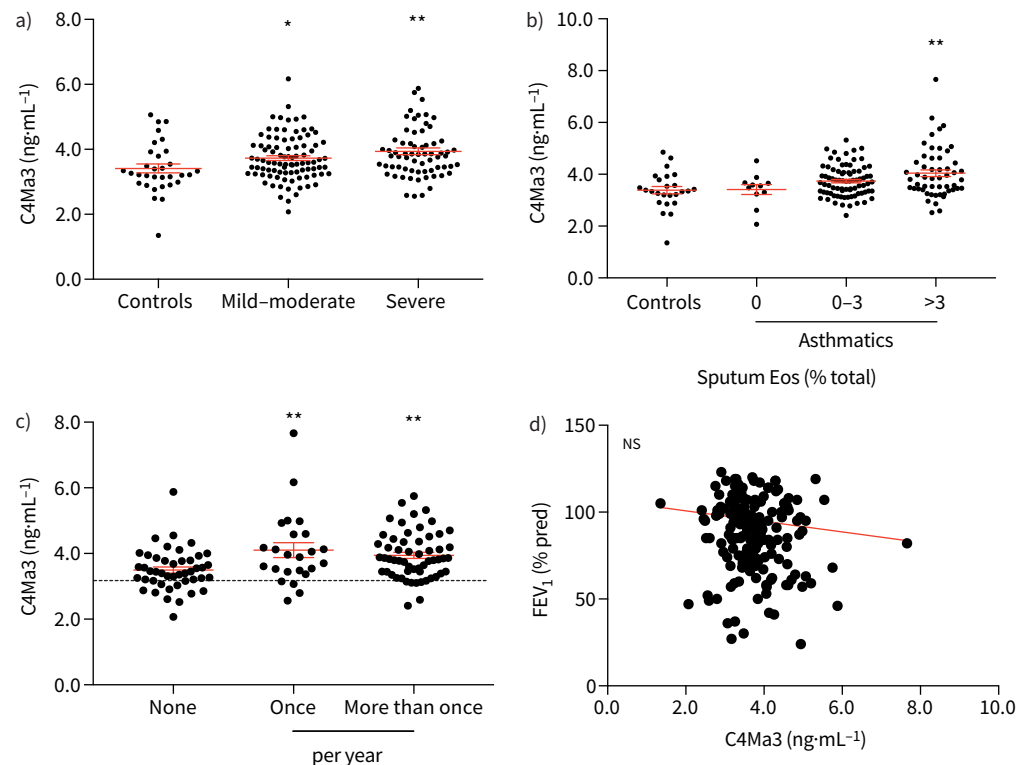 a)
8.0
6.0
4.0
2.0
0.0
C4Ma3 (ng·mL⁻¹)
*
**
Controls
Mild–moderate
Severe
b)
10.0
8.0
6.0
4.0
2.0
0.0
C4Ma3 (ng·mL⁻¹)
**
Controls
0
0–3
>3
Asthmatics
Sputum Eos (% total)
c)
8.0
6.0
4.0
2.0
0.0
C4Ma3 (ng·mL⁻¹)
**
**
None
Once
More than once
per year
d)
150
100
50
0
FEV₁ (% pred)
NS
0.0
2.0
4.0
6.0
8.0
10.0
C4Ma3 (ng·mL⁻¹)